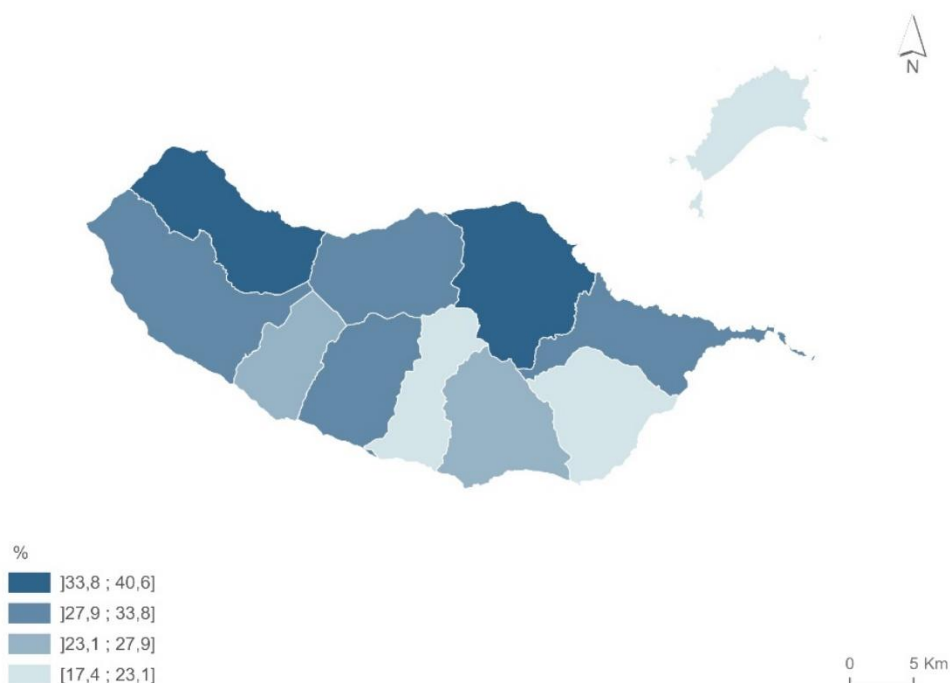 N
%
]33,8 ; 40,6]
]27,9 ; 33,8]
]23,1 ; 27,9]
[17,4 ; 23,1]
0 5 Km